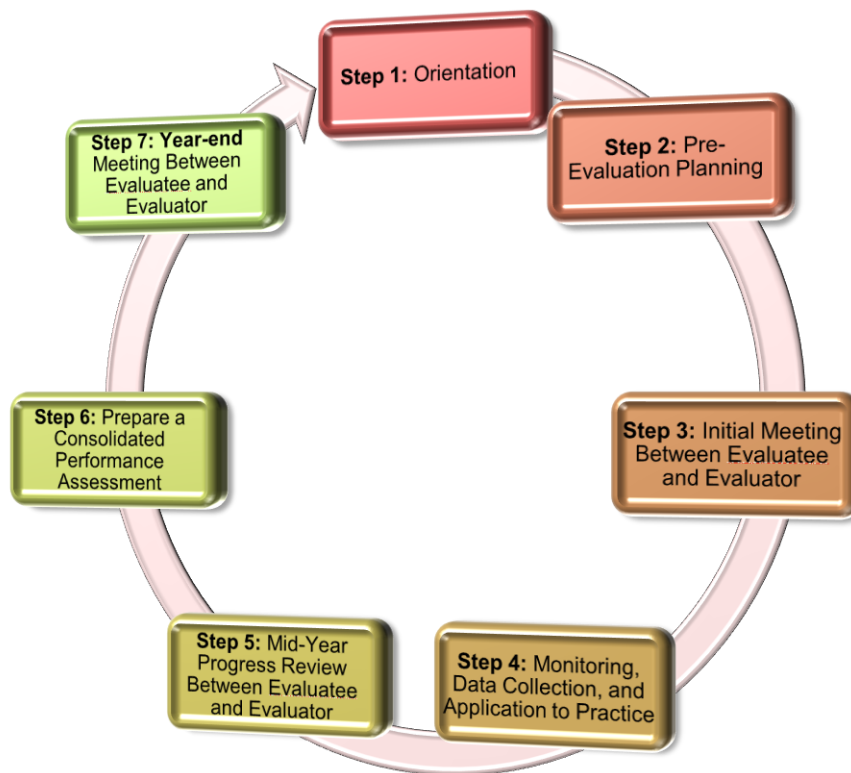 Step 1: Orientation
Step 2: Pre-
Evaluation Planning
Step 3: Initial Meeting
Between Evaluatee
and Evaluator
Step 4: Monitoring,
Data Collection, and
Application to Practice
Step 5: Mid-Year
Progress Review
Between Evaluatee
and Evaluator
Step 6: Prepare a
Consolidated
Performance
Assessment
Step 7: Year-end
Meeting Between
Evaluatee and
Evaluator